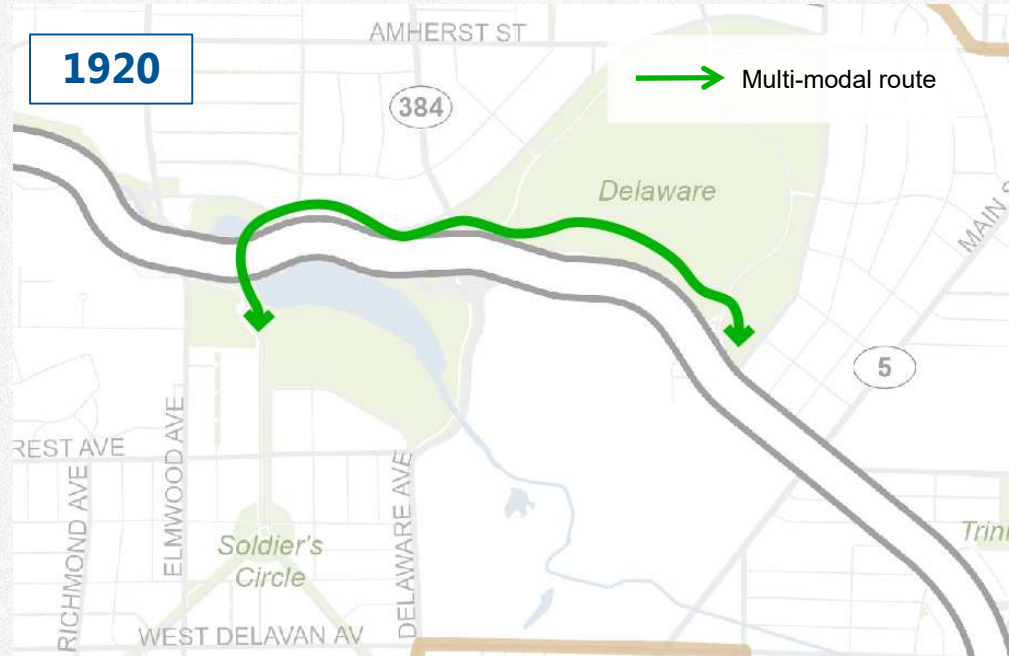 AMHERST ST
1920
Multi-modal route
384
Delaware
MAIN S
5
REST AVE
ELMWOOD AVE
RICHMOND AVE
DELAWARE AVE
Soldier's
Circle
Trini
WEST DELAVAN AV